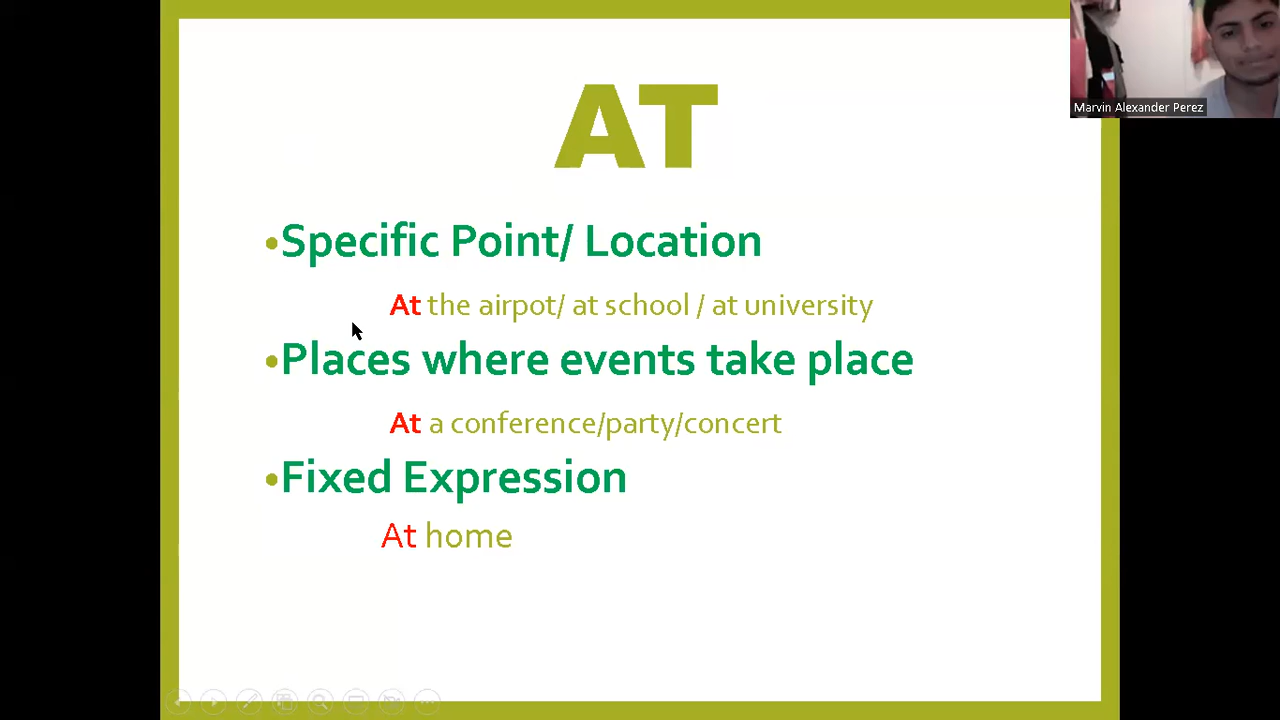 AT
Marvin Alexander Perez
•Specific Point/ Location
At the airpot/ at school / at university
•Places where events take place
At a conference/party/concert
•Fixed Expression
At home